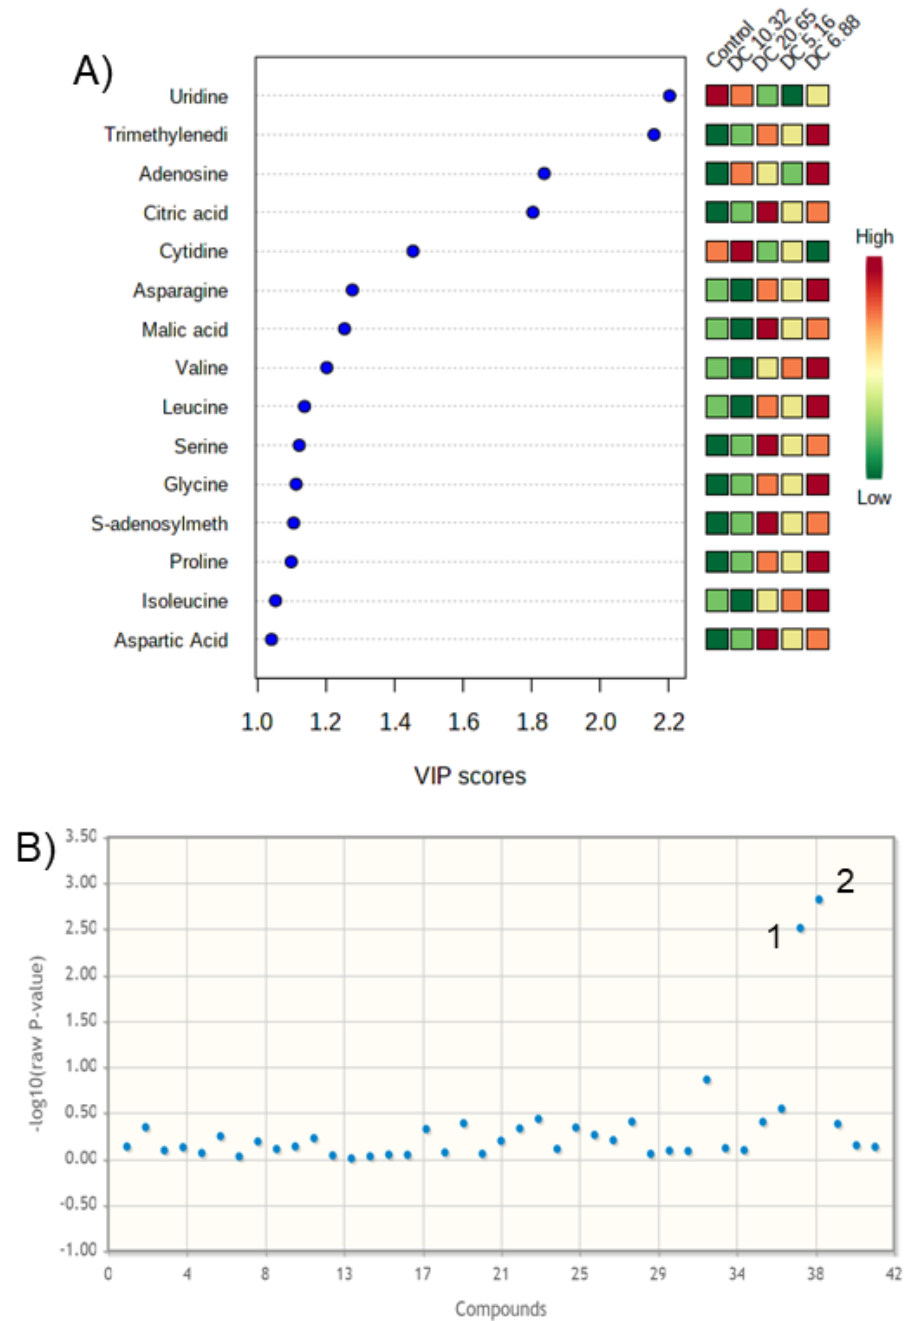 A)
Control
DC 10.32
DC 20.65
DC 5.16
DC 6.88
Uridine
Trimethylenedi
Adenosine
Citric acid
Cytidine
Asparagine
Malic acid
Valine
Leucine
Serine
Glycine
S-adenosylmeth
Proline
Isoleucine
Aspartic Acid
High
Low
1.0 1.2 1.4 1.6 1.8 2.0 2.2
VIP scores
B)
3.50
3.00
2.50
2.00
1.50
1.00
0.50
0.00
-0.50
-1.00
-log10(raw P-value)
1
2
0 4 8 13 17 21 25 29 34 38 42
Compounds